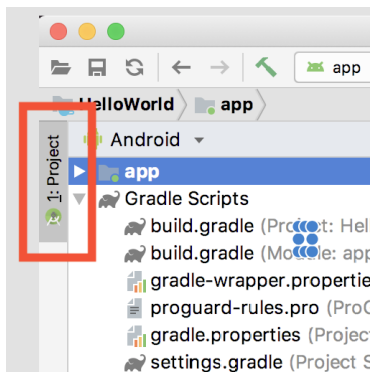 app
HelloWorld app
1: Project
Android
app
Gradle Scripts
build.gradle (Project: Hel
build.gradle (Module: app
gradle-wrapper.propertie
proguard-rules.pro (Pro
gradle.properties (Project
settings.gradle (Project S